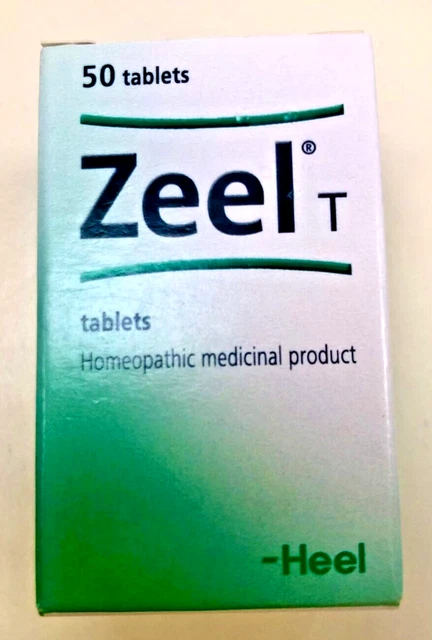 50 tablets
Zeel® T
tablets
Homeopathic medicinal product
-Heel